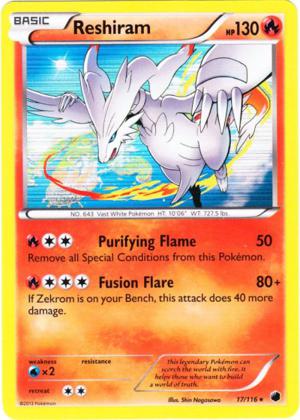 BASIC
Reshiram HP130
NO. 643 Vast White Pokémon HT. 10'06" WT. 727.5 lbs
Purifying Flame 50
Remove all Special Conditions from this Pokémon.
Fusion Flare 80+
If Zekrom is on your Bench, this attack does 40 more
damage.
weakness resistance
×2
retreat
This legendary Pokémon can
scorch the world with fire. It
helps those who want to build
a world of truth.
©2013 Pokémon
Illus. Shin Nagasawa
17/116 ★